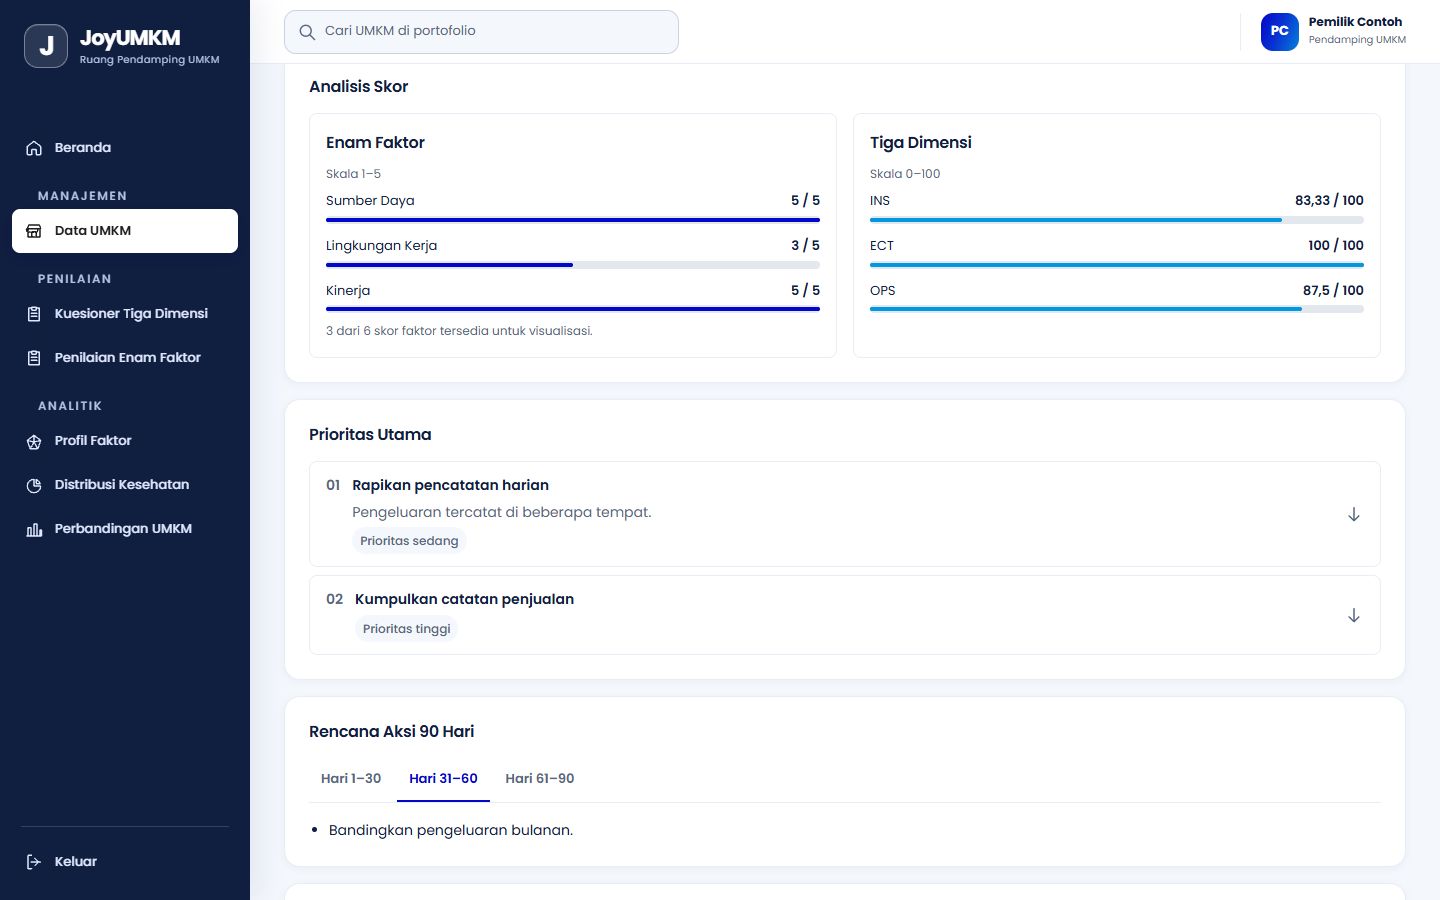 J
JoyUMKM
Ruang Pendamping UMKM
Beranda
MANAJEMEN
Data UMKM
PENILAIAN
Kuesioner Tiga Dimensi
Penilaian Enam Faktor
ANALITIK
Profil Faktor
Distribusi Kesehatan
Perbandingan UMKM
Keluar
Cari UMKM di portofolio
PC
Pemilik Contoh
Pendamping UMKM
Analisis Skor
Enam Faktor
Skala 1–5
Sumber Daya 5 / 5
Lingkungan Kerja 3 / 5
Kinerja 5 / 5
3 dari 6 skor faktor tersedia untuk visualisasi.
Tiga Dimensi
Skala 0–100
INS 83,33 / 100
ECT 100 / 100
OPS 87,5 / 100
Prioritas Utama
01 Rapikan pencatatan harian
Pengeluaran tercatat di beberapa tempat.
Prioritas sedang
02 Kumpulkan catatan penjualan
Prioritas tinggi
Rencana Aksi 90 Hari
Hari 1–30 Hari 31–60 Hari 61–90
• Bandingkan pengeluaran bulanan.